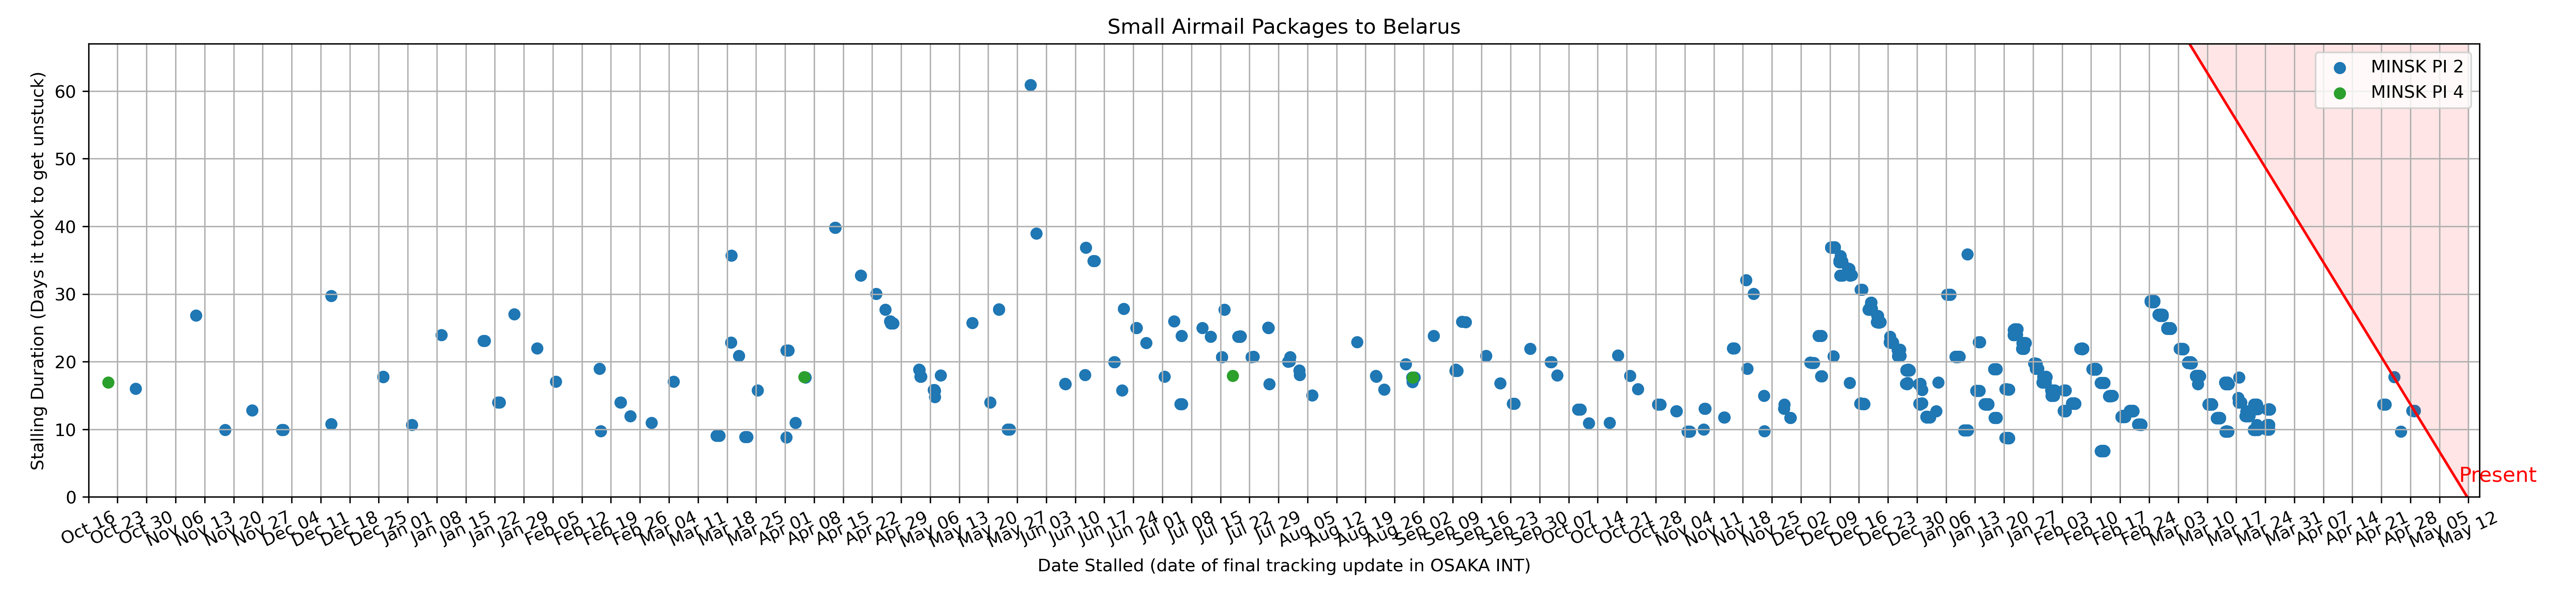 Small Airmail Packages to Belarus
Stalling Duration (Days it took to get unstuck)
60
50
40
30
20
10
0
MINSK PI 2
MINSK PI 4
Present
Oct 16
Oct 23
Oct 30
Nov 06
Nov 13
Nov 20
Nov 27
Dec 04
Dec 11
Dec 18
Dec 25
Jan 01
Jan 08
Jan 15
Jan 22
Jan 29
Feb 05
Feb 12
Feb 19
Feb 26
Mar 04
Mar 11
Mar 18
Mar 25
Apr 01
Apr 08
Apr 15
Apr 22
Apr 29
May 06
May 13
May 20
May 27
Jun 03
Jun 10
Jun 17
Jun 24
Jul 01
Jul 08
Jul 15
Jul 22
Jul 29
Aug 05
Aug 12
Aug 19
Aug 26
Sep 02
Sep 09
Sep 16
Sep 23
Sep 30
Oct 07
Oct 14
Oct 21
Oct 28
Nov 04
Nov 11
Nov 18
Nov 25
Dec 02
Dec 09
Dec 16
Dec 23
Dec 30
Jan 06
Jan 13
Jan 20
Jan 27
Feb 03
Feb 10
Feb 17
Feb 24
Mar 03
Mar 10
Mar 17
Mar 24
Mar 31
Apr 07
Apr 14
Apr 21
Apr 28
May 05
May 12
Date Stalled (date of final tracking update in OSAKA INT)